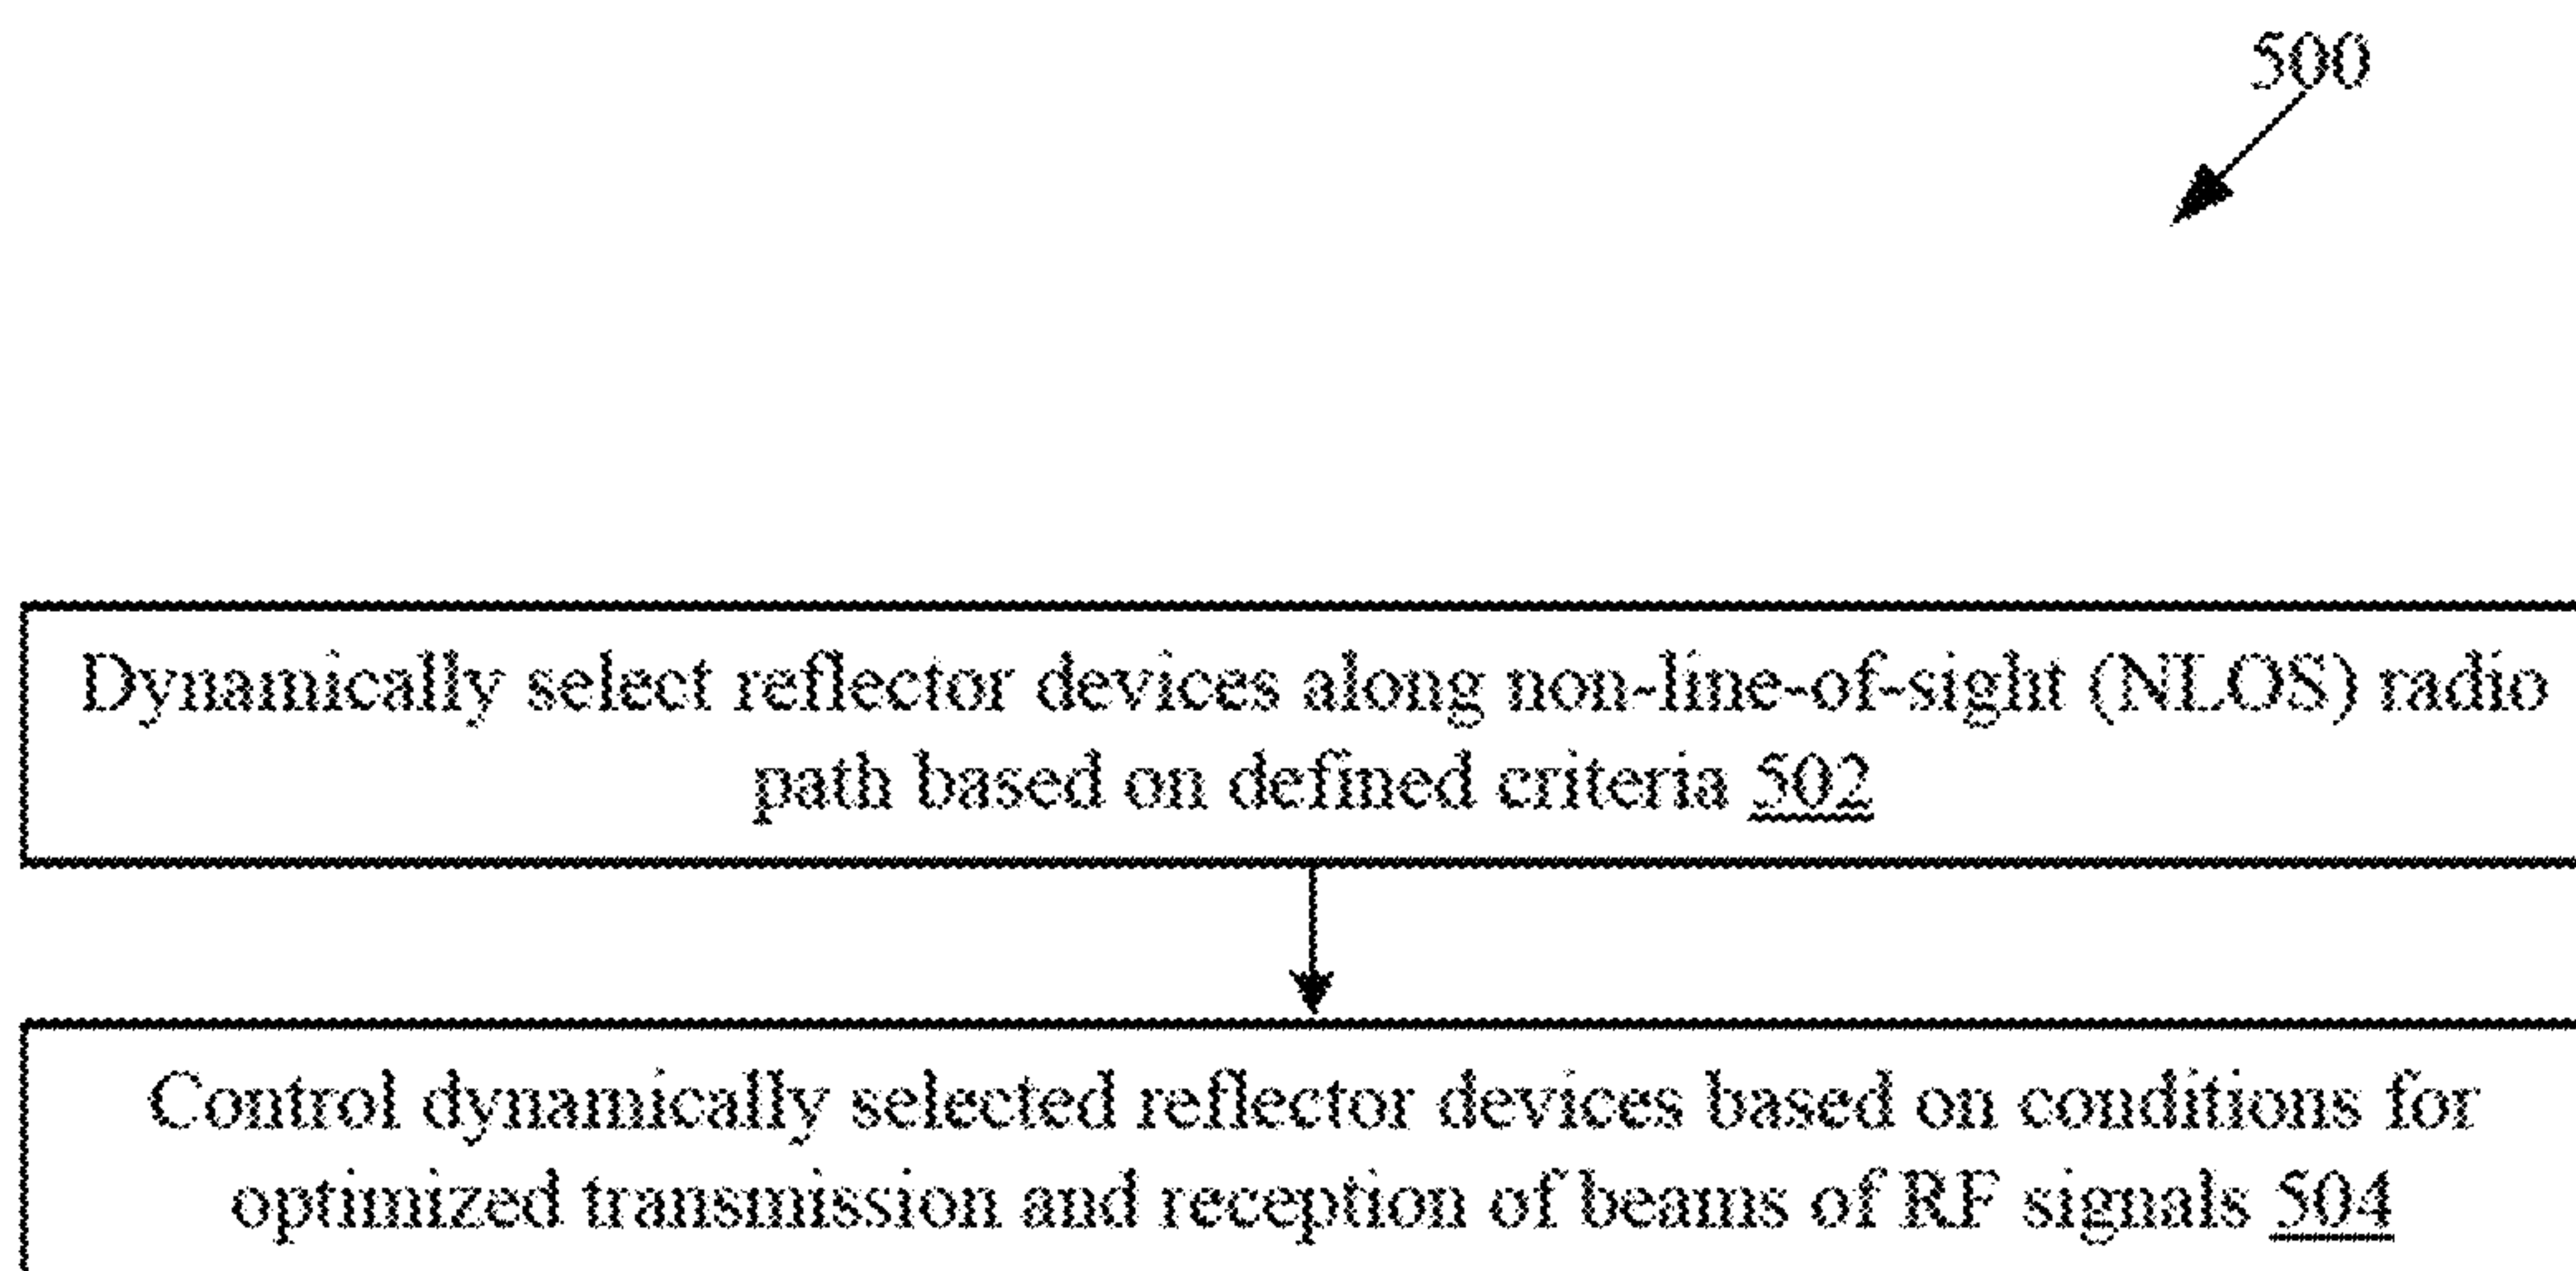 500
Dynamically select reflector devices along non-line-of-sight (NLOS) radio
path based on defined criteria 502
Control dynamically selected reflector devices based on conditions for
optimized transmission and reception of beams of RF signals 504